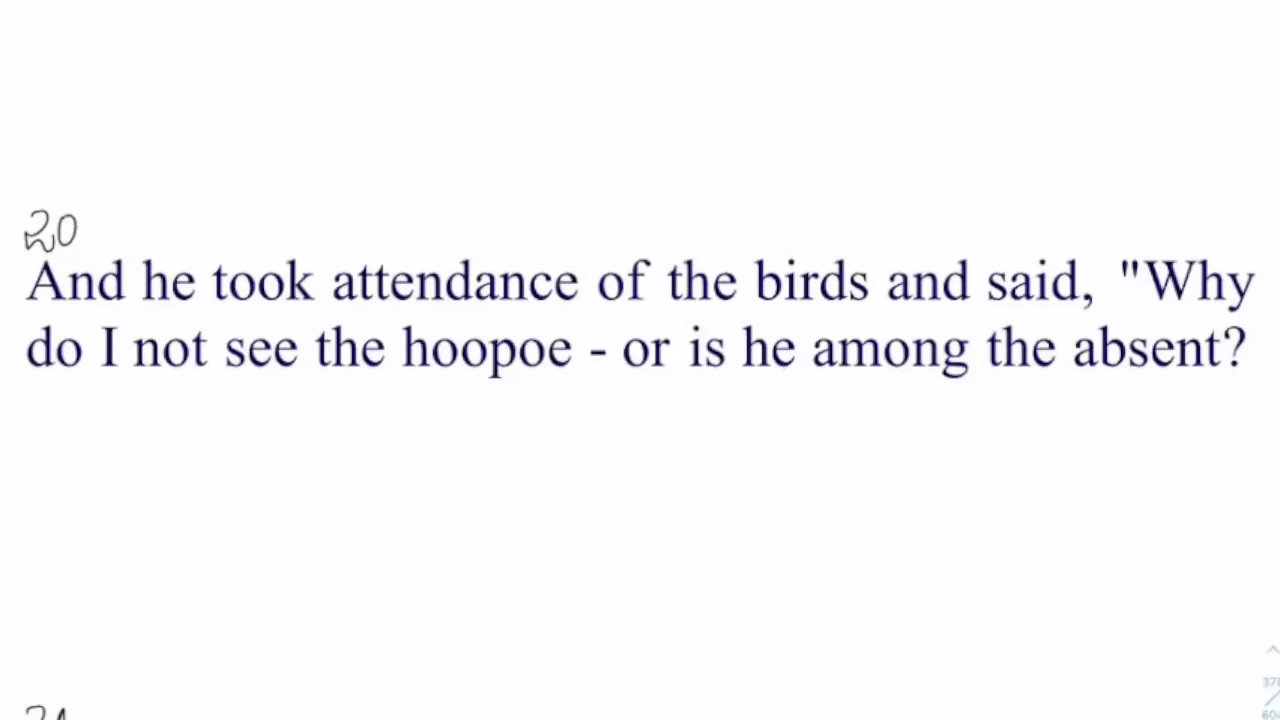 20
And he took attendance of the birds and said, "Why
do I not see the hoopoe - or is he among the absent?